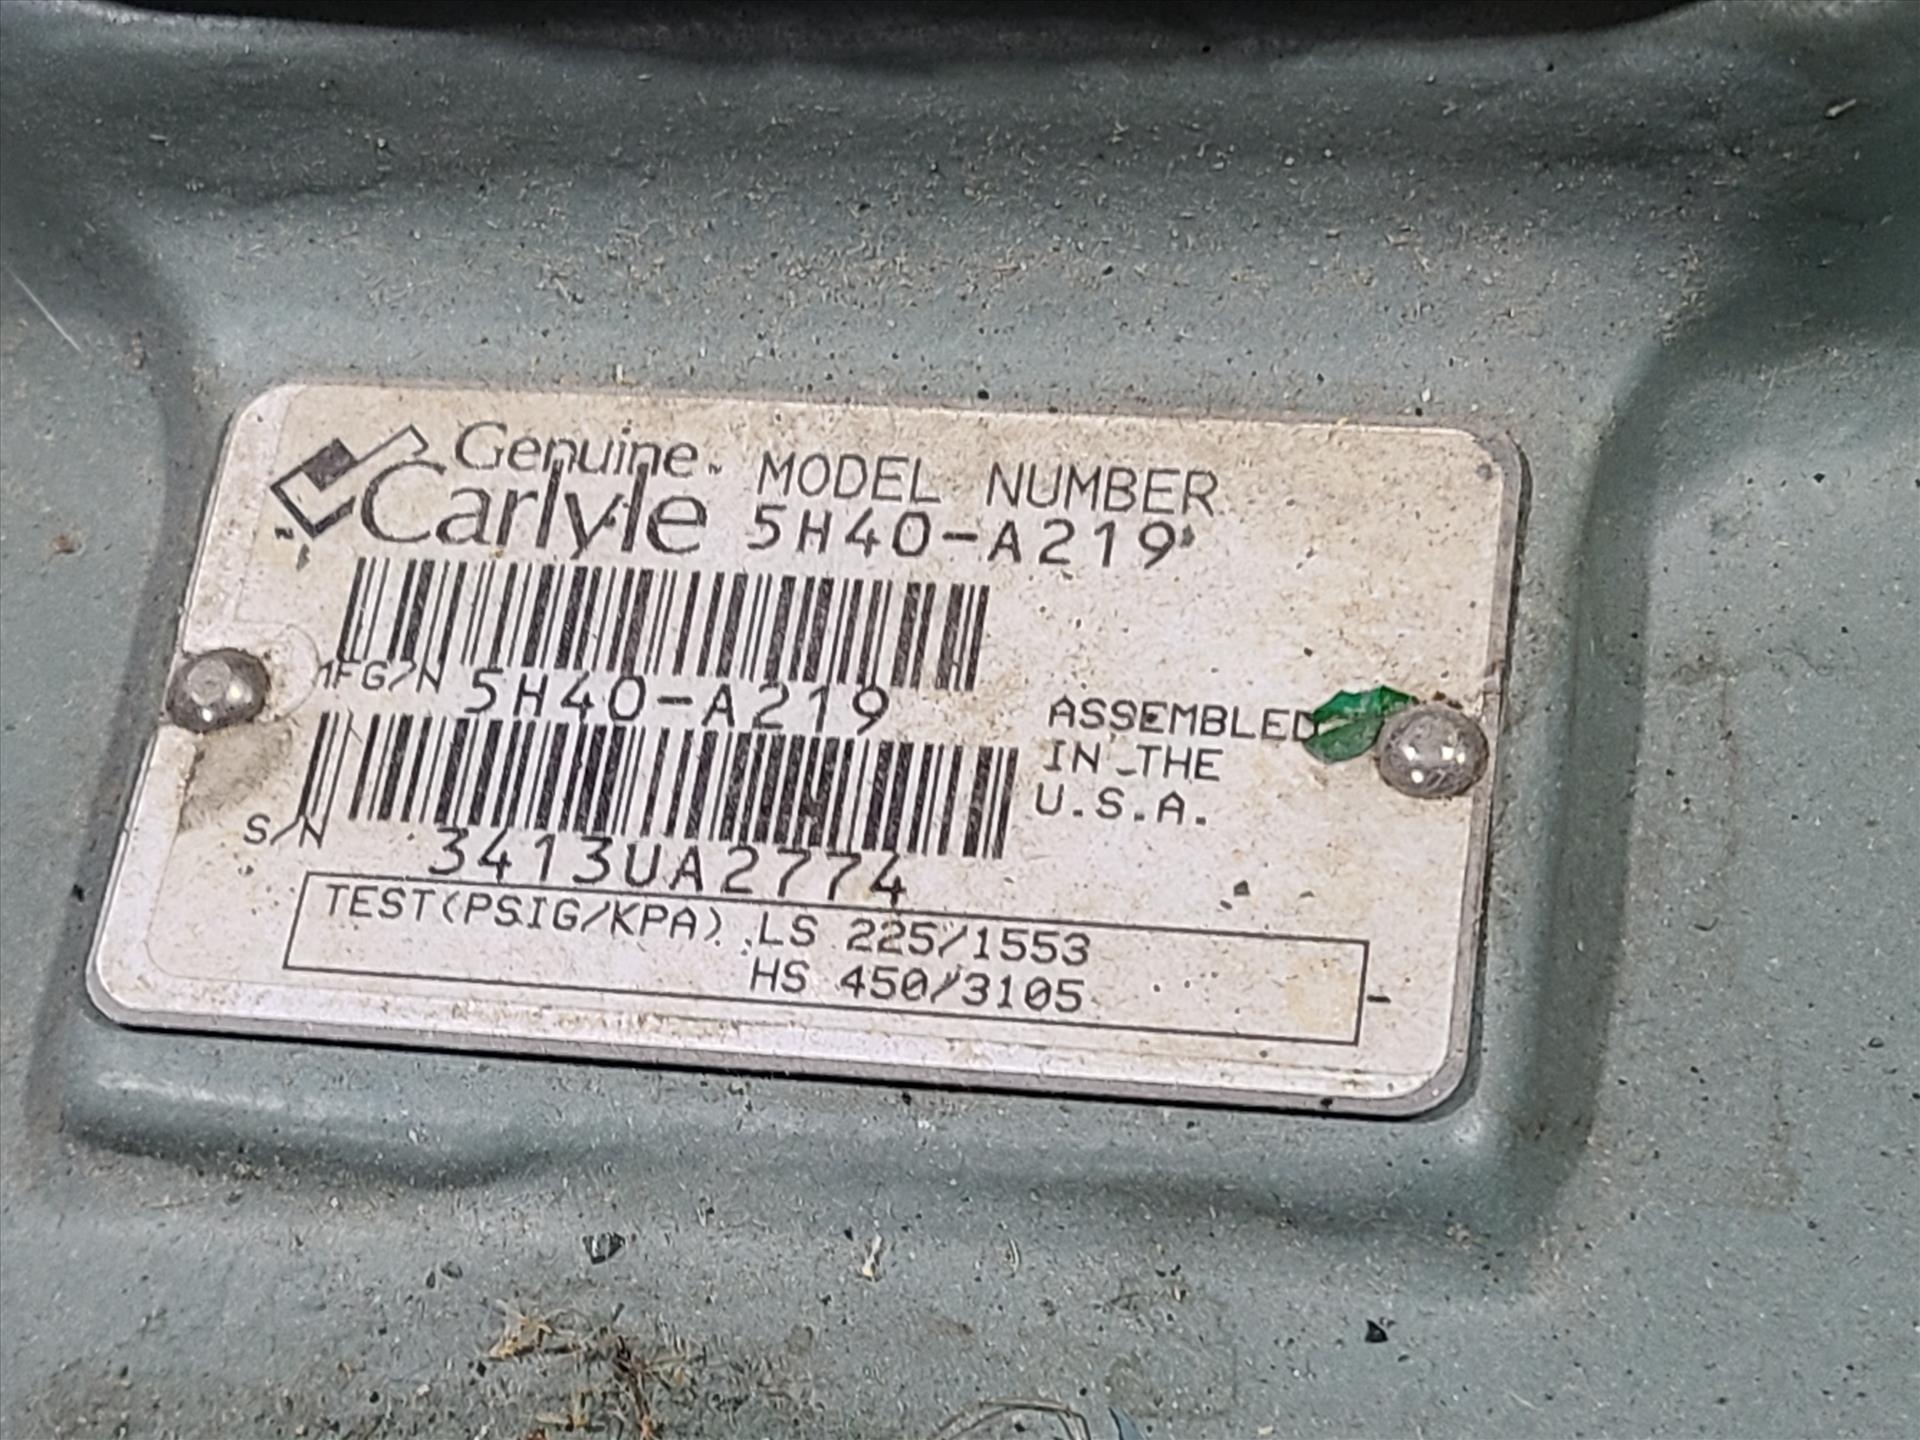 Genuine™ MODEL NUMBER
Carlyle 5H40-A219
MFG/N 5H40-A219
ASSEMBLED
IN THE
U.S.A.
S/N 3413UA2774
TEST(PSIG/KPA) LS 225/1553
HS 450/3105